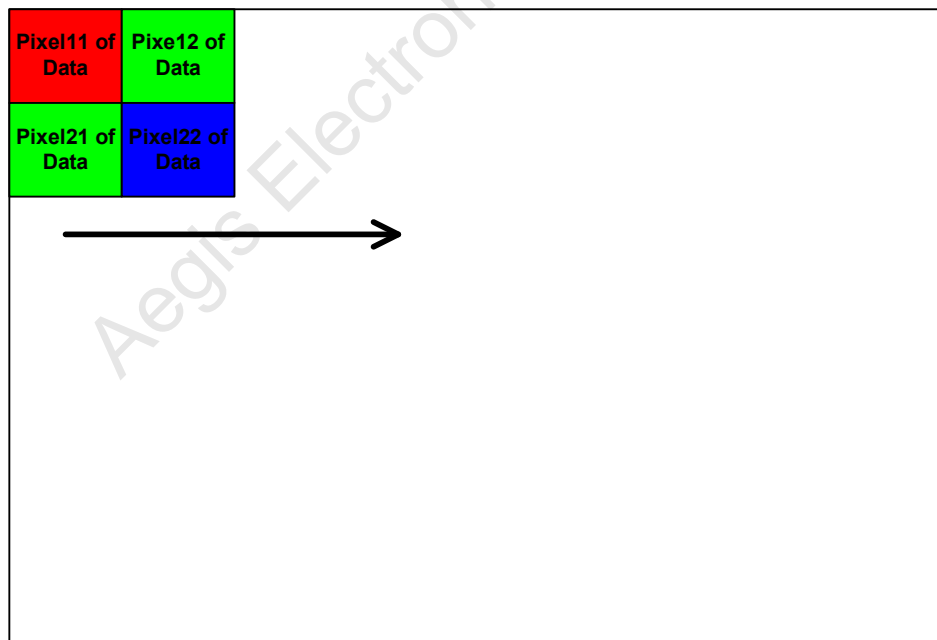 Pixel11 of
Data
Pixe12 of
Data
Pixel21 of
Data
Pixel22 of
Data
Aegis Electron